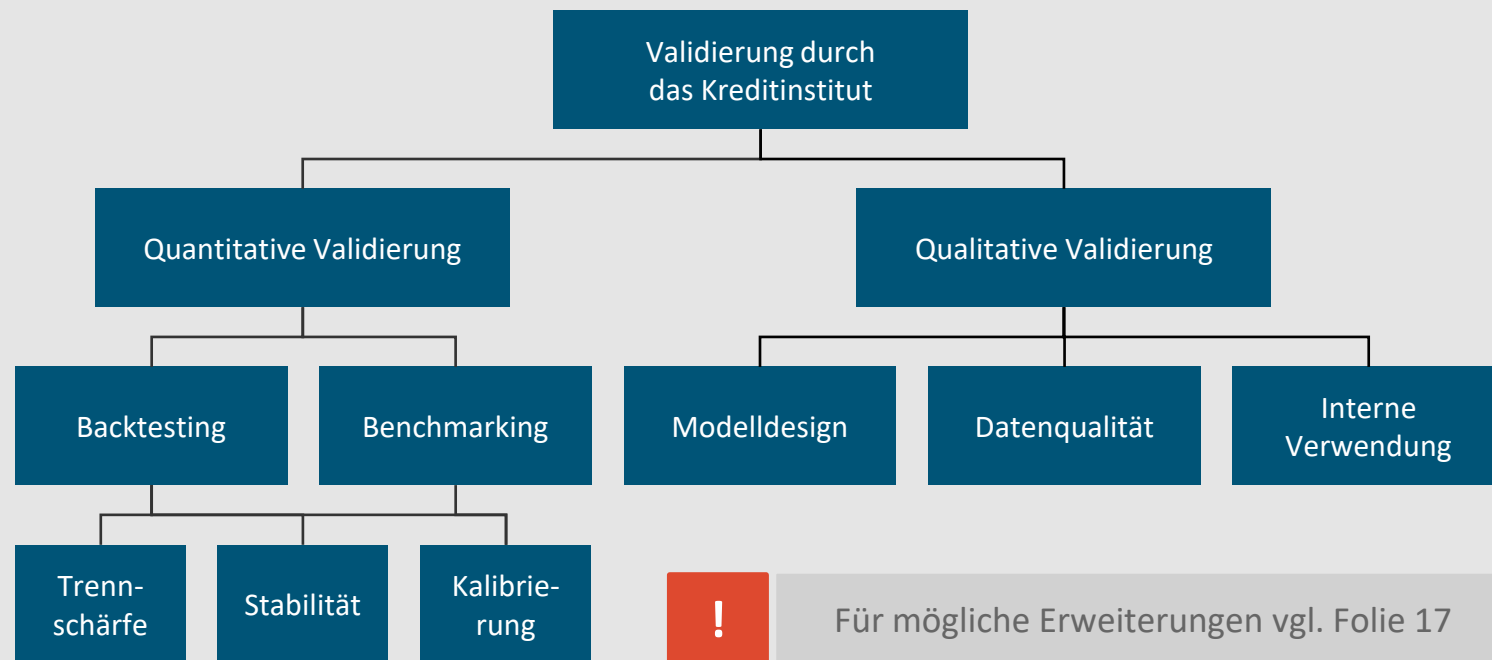 Validierung durch
das Kreditinstitut
Quantitative Validierung
Qualitative Validierung
Backtesting
Benchmarking
Modelldesign
Datenqualität
Interne
Verwendung
Trenn-
schärfe
Stabilität
Kalibrie-
rung
!
Für mögliche Erweiterungen vgl. Folie 17